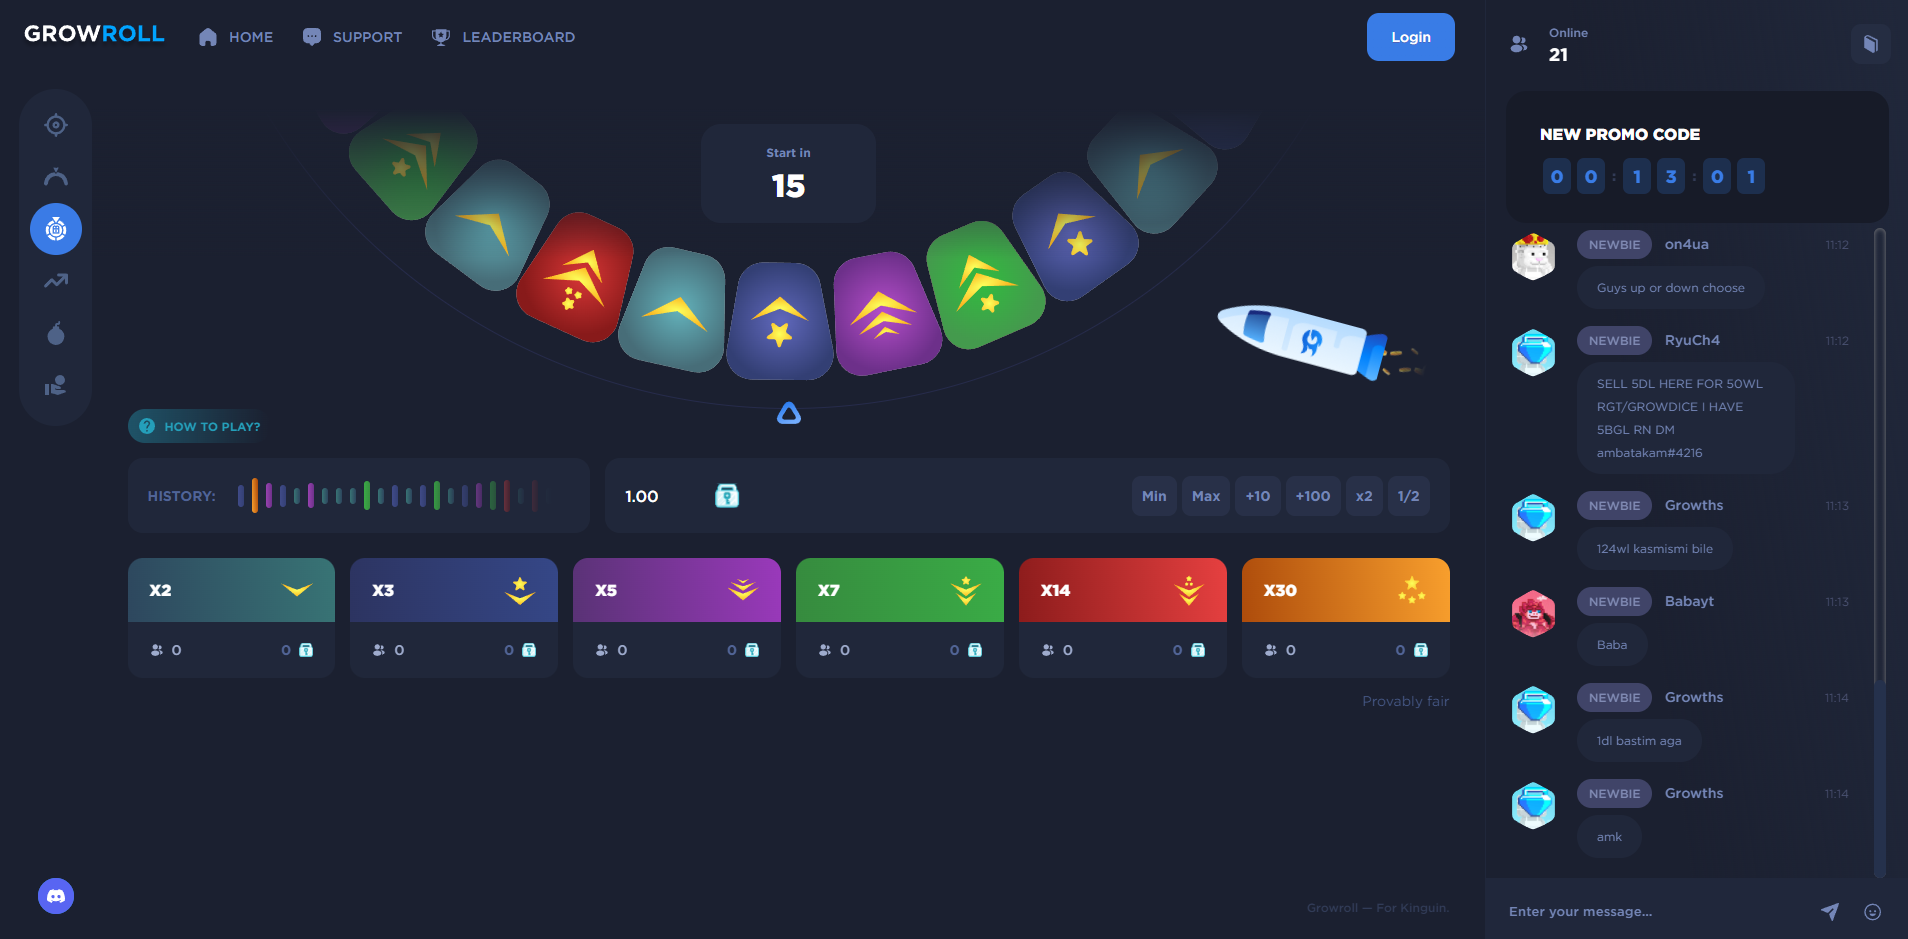 GROWROLL
HOME
SUPPORT
LEADERBOARD
Login
Online
21
NEW PROMO CODE
0 0 : 1 3 : 0 1
Start in
15
HOW TO PLAY?
HISTORY:
1.00
Min
Max
+10
+100
x2
1/2
X2
X3
X5
X7
X14
X30
0
0
0
0
0
0
0
0
0
0
0
0
Provably fair
Growroll — For Kinguin.
NEWBIE on4ua 11:12
Guys up or down choose
NEWBIE RyuCh4 11:12
SELL 5DL HERE FOR 50WL
RGT/GROWDICE I HAVE
5BGL RN DM
ambatakam#4216
NEWBIE Growths 11:13
124wl kasmismi bile
NEWBIE Babayt 11:13
Baba
NEWBIE Growths 11:14
1dl bastim aga
NEWBIE Growths 11:14
amk
Enter your message...